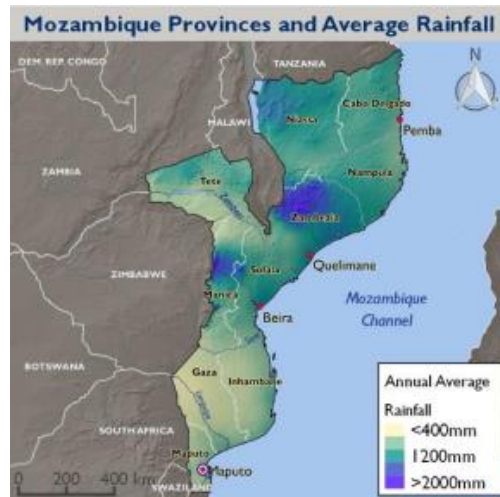 Mozambique Provinces and Average Rainfall
DEM. REP. CONGO
TANZANIA
N
Cabo Delgado
Niassa
Pemba
MALAWI
ZAMBIA
Tete
Nampula
Zambezia
Quelimane
Sofala
ZIMBABWE
Manica
Mozambique
Channel
Beira
BOTSWANA
Gaza
Inhambane
SOUTH AFRICA
Maputo
Maputo
0 200 400 km
SWAZILAND
Annual Average
Rainfall
<400mm
1200mm
>2000mm